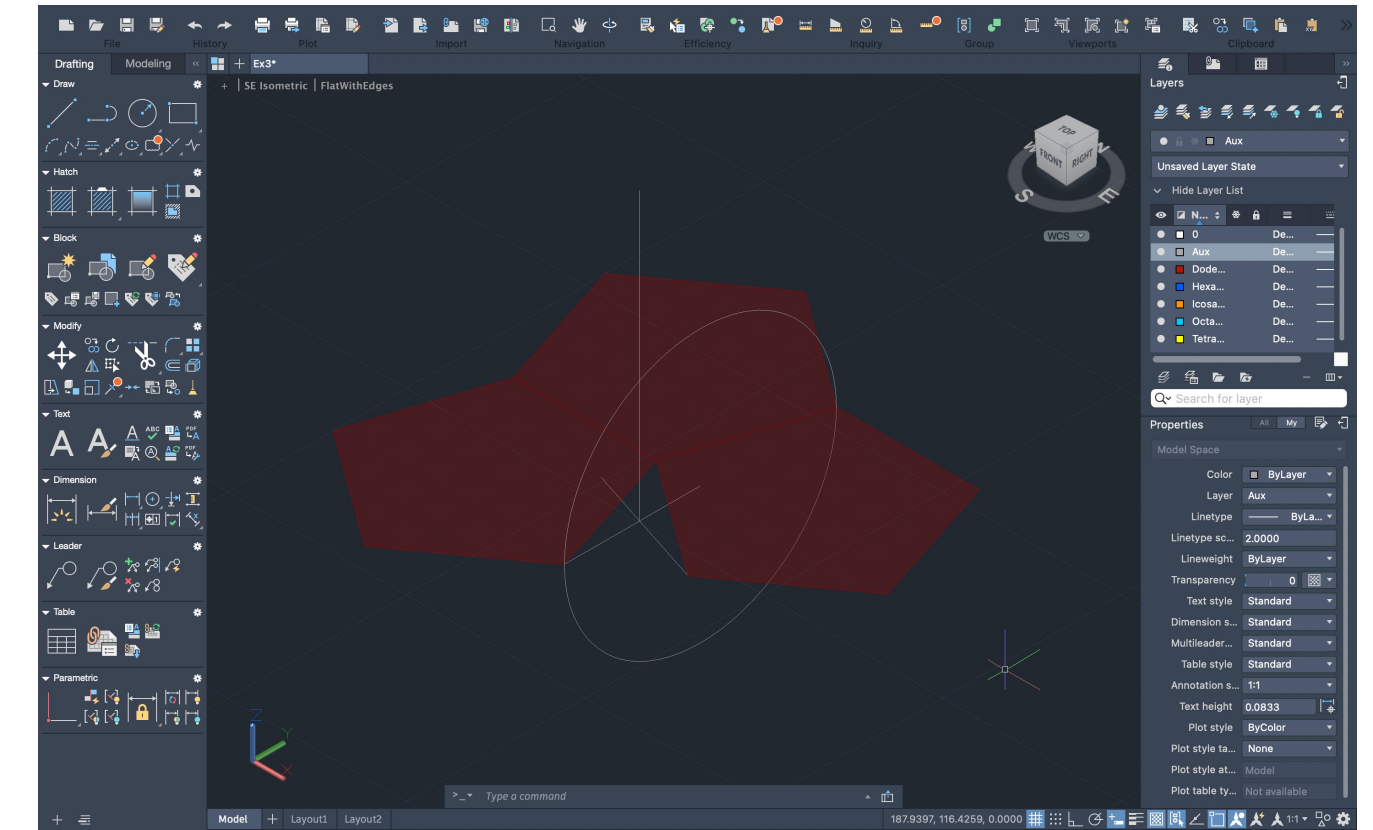 File History Plot Import Navigation Efficiency Inquiry Group Viewports Clipboard
Drafting Modeling Ex3*
Draw
+ | SE Isometric | FlatWithEdges
Hatch
Block
Modify
Text
Dimension
Leader
Table
Parametric
TOP
FRONT
RIGHT
N
W
S
E
WCS
Z
Y
X
Layers
Aux
Unsaved Layer State
Hide Layer List
N...
0 De...
Aux De...
Dode... De...
Hexa... De...
Icosa... De...
Octa... De...
Tetra... De...
Search for layer
Properties All My
Model Space
Color ByLayer
Layer Aux
Linetype ByLa...
Linetype sc... 2.0000
Lineweight ByLayer
Transparency 0
Text style Standard
Dimension s... Standard
Multileader... Standard
Table style Standard
Annotation s... 1:1
Text height 0.0833
Plot style ByColor
Plot style ta... None
Plot style at... Model
Plot table ty... Not available
>_ Type a command
Model + Layout1 Layout2 187.9397, 116.4259, 0.0000 1:1